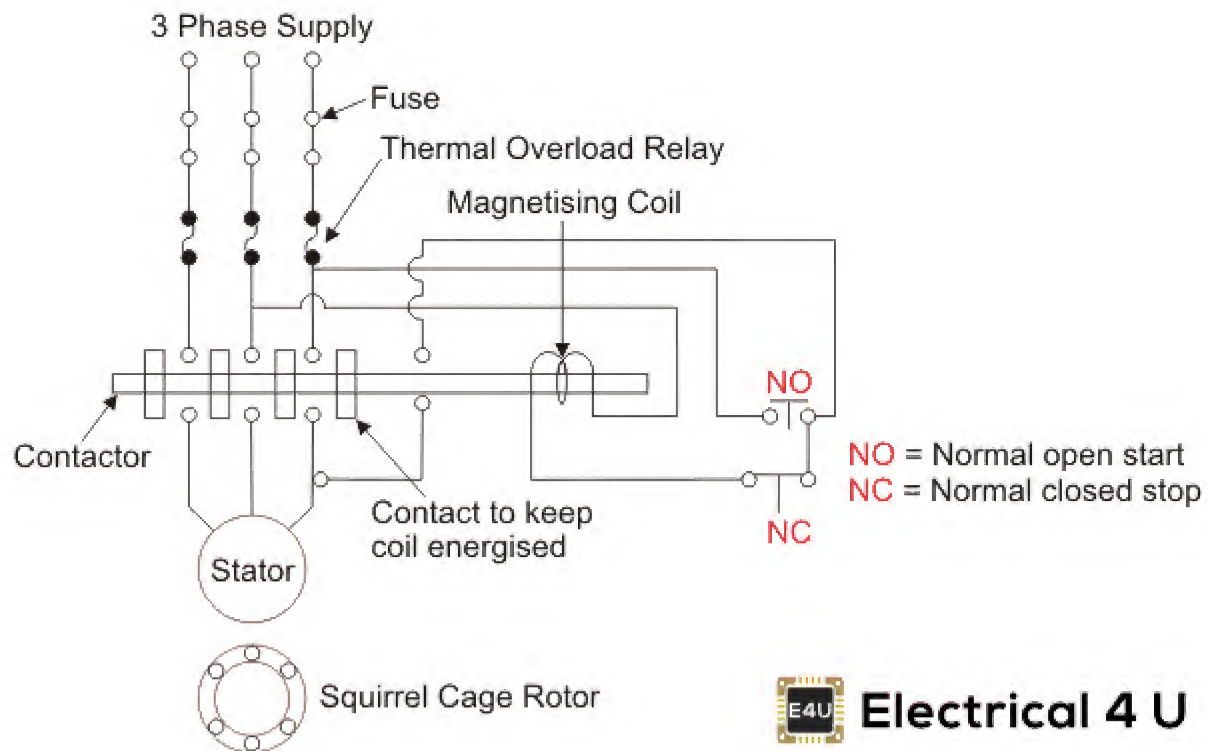 3 Phase Supply
Fuse
Thermal Overload Relay
Magnetising Coil
NO
Contactor
NO = Normal open start
NC = Normal closed stop
Contact to keep
coil energised
NC
Stator
Squirrel Cage Rotor
E4U
Electrical 4 U